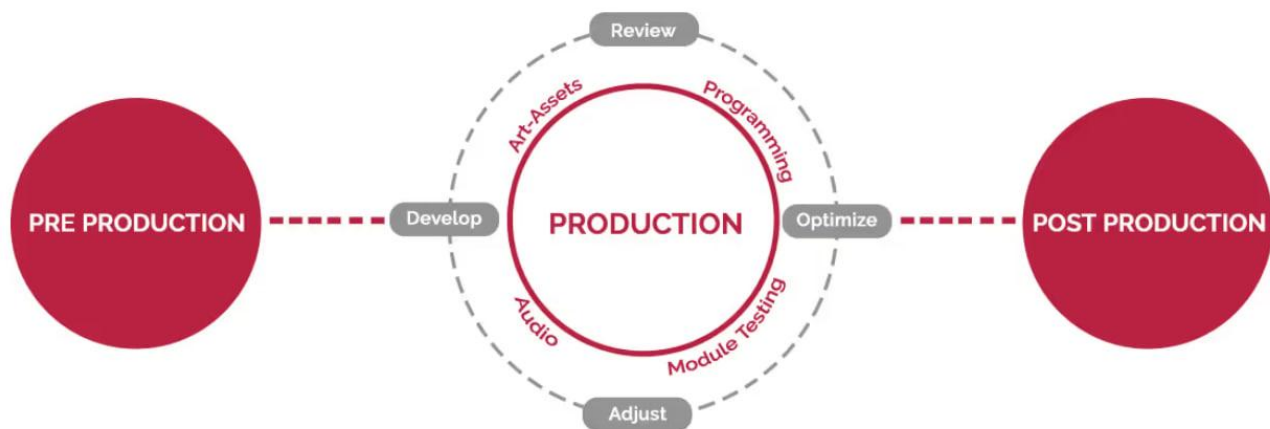 Review
Art-Assets
Programming
PRE PRODUCTION
Develop
PRODUCTION
Optimize
POST PRODUCTION
Audio
Module Testing
Adjust